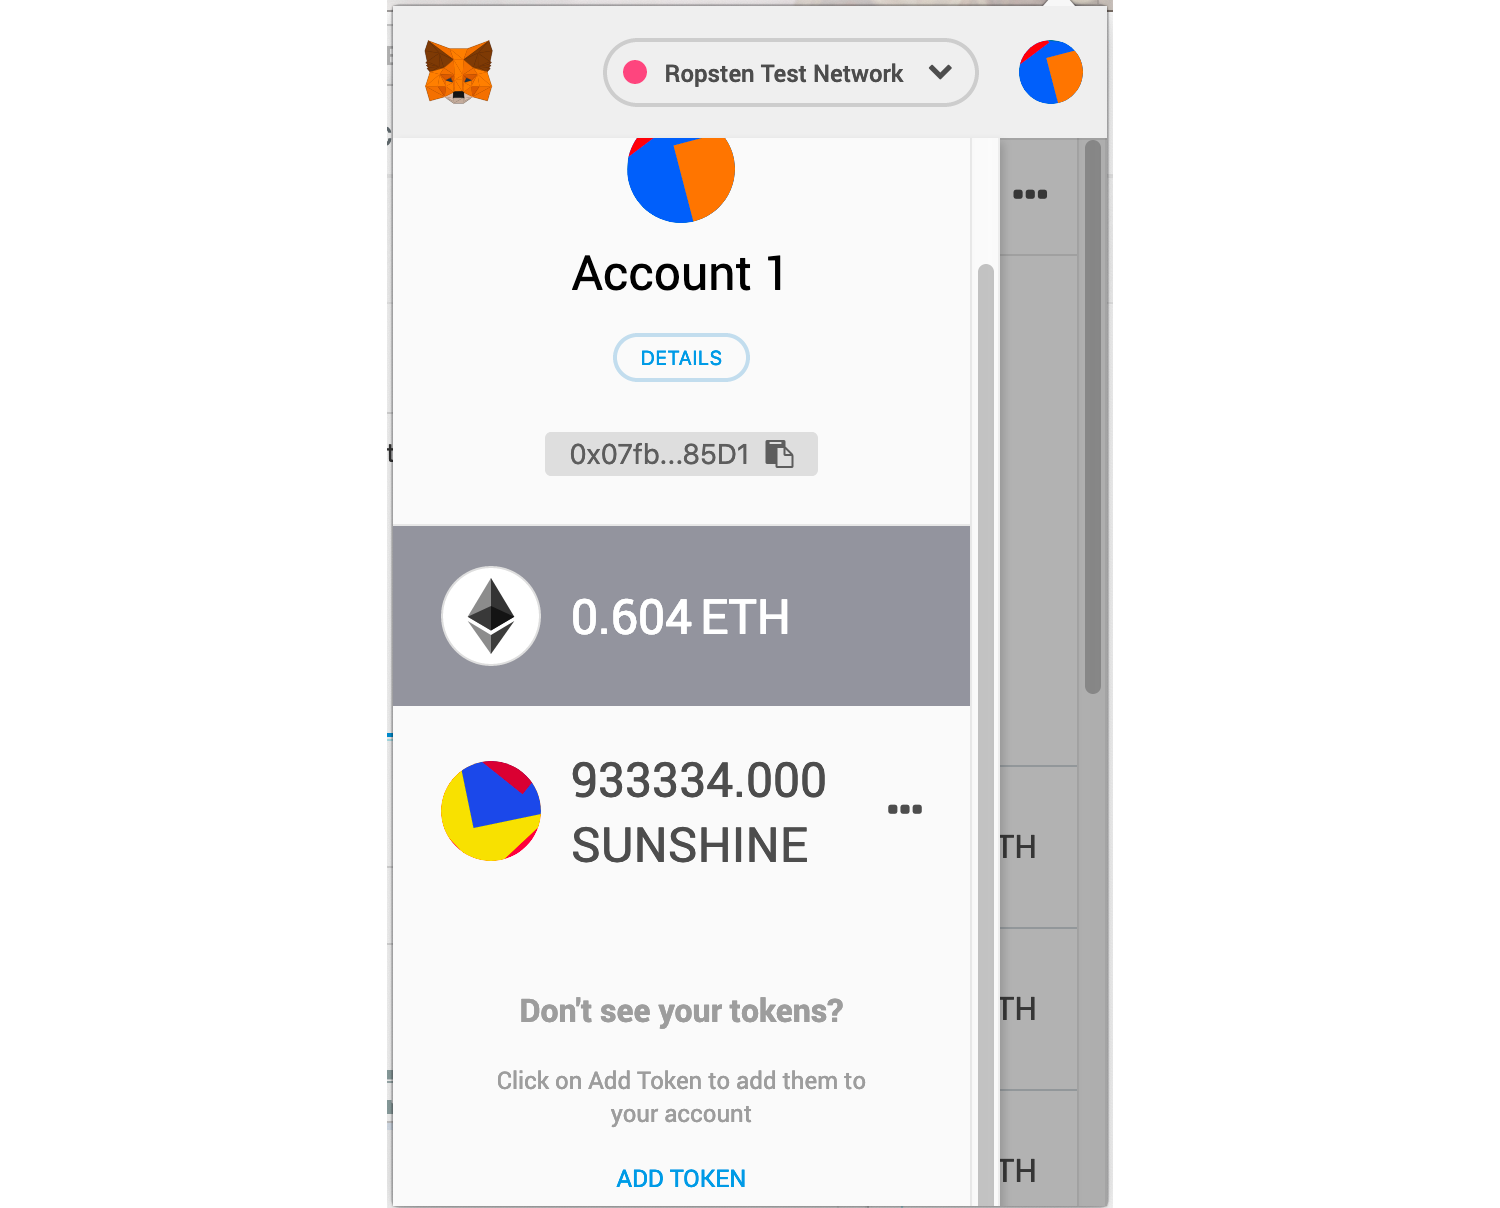 Ropsten Test Network
Account 1
DETAILS
0x07fb...85D1
0.604 ETH
933334.000
SUNSHINE
TH
TH
Don't see your tokens?
Click on Add Token to add them to
your account
TH
ADD TOKEN